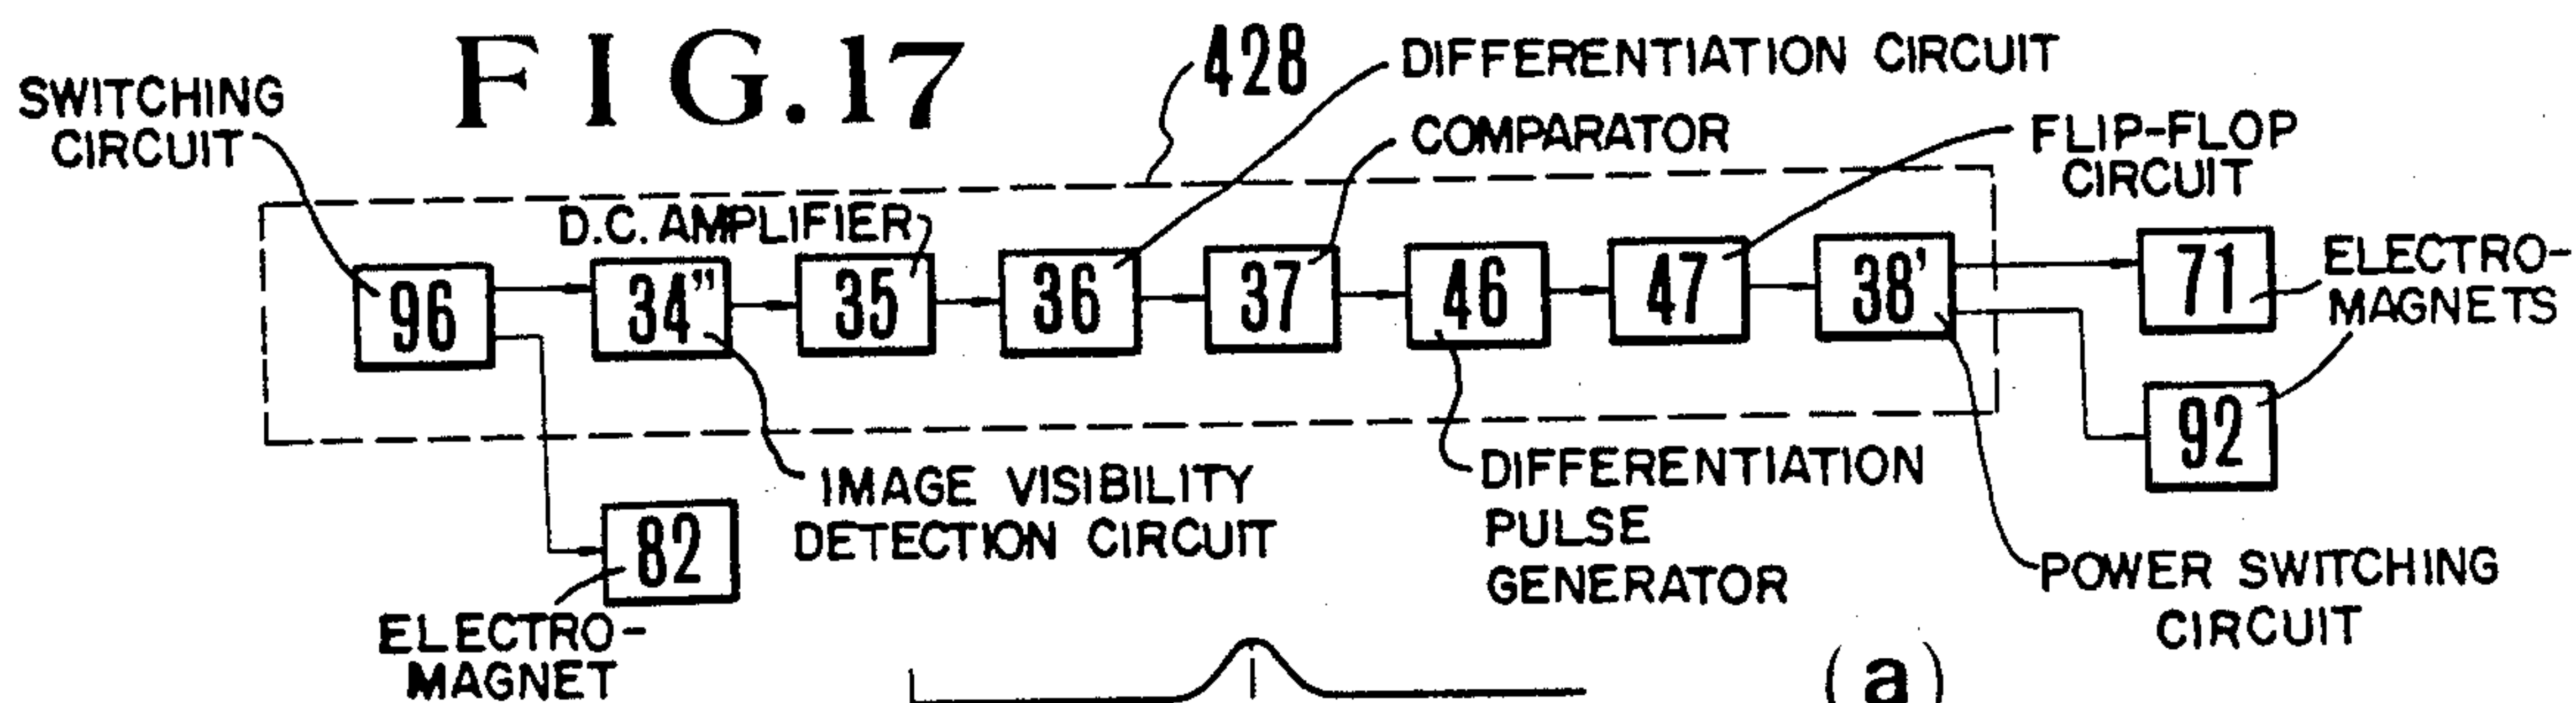 FIG.17
428
DIFFERENTIATION CIRCUIT
SWITCHING
CIRCUIT
COMPARATOR
FLIP-FLOP
CIRCUIT
D.C. AMPLIFIER
96
34"
35
36
37
46
47
38'
71
ELECTRO-
MAGNETS
92
IMAGE VISIBILITY
DETECTION CIRCUIT
DIFFERENTIATION
PULSE
GENERATOR
82
ELECTRO-
MAGNET
POWER SWITCHING
CIRCUIT
(a)